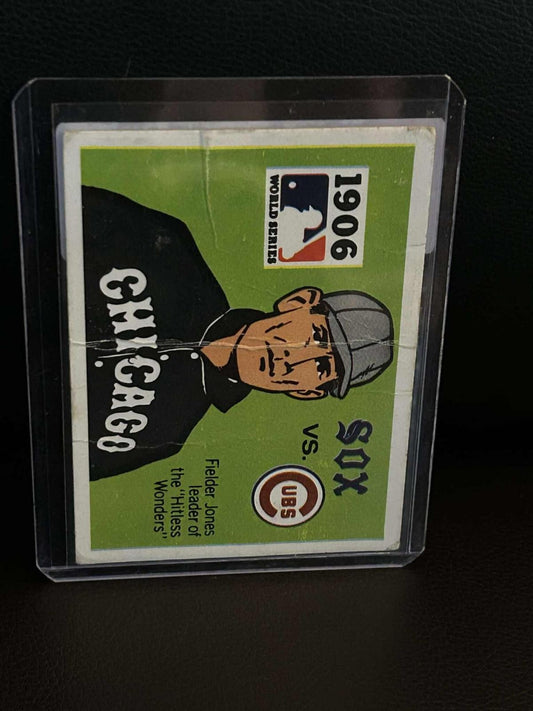 1906
WORLD SERIES
SOX
vs.
CUBS
CHICAGO
Fielder Jones
leader of
the "Hitless
Wonders"